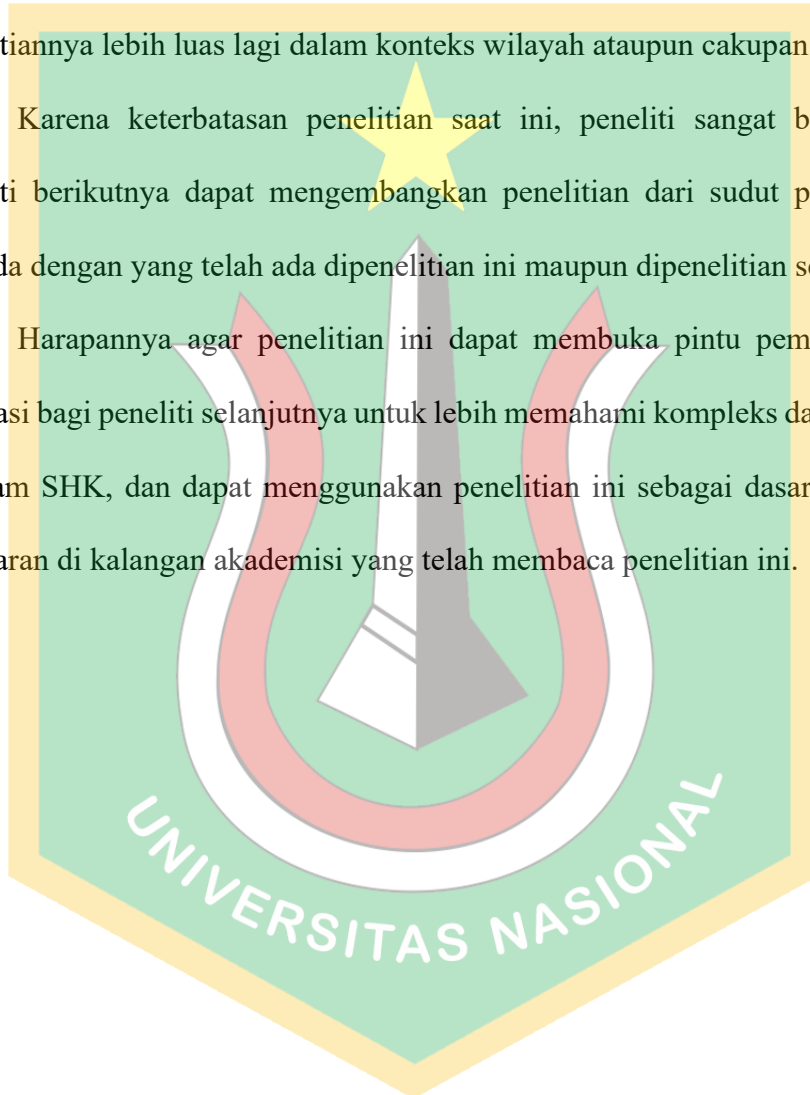 tiannya lebih luas lagi dalam konteks wilayah ataupun cakupan
Karena keterbatasan penelitian saat ini, peneliti sangat b
ti berikutnya dapat mengembangkan penelitian dari sudut p
da dengan yang telah ada dipenelitian ini maupun dipenelitian se
Harapannya agar penelitian ini dapat membuka pintu pem
asi bagi peneliti selanjutnya untuk lebih memahami kompleks da
am SHK, dan dapat menggunakan penelitian ini sebagai dasar
aran di kalangan akademisi yang telah membaca penelitian ini.
UNIVERSITAS NASIONAL